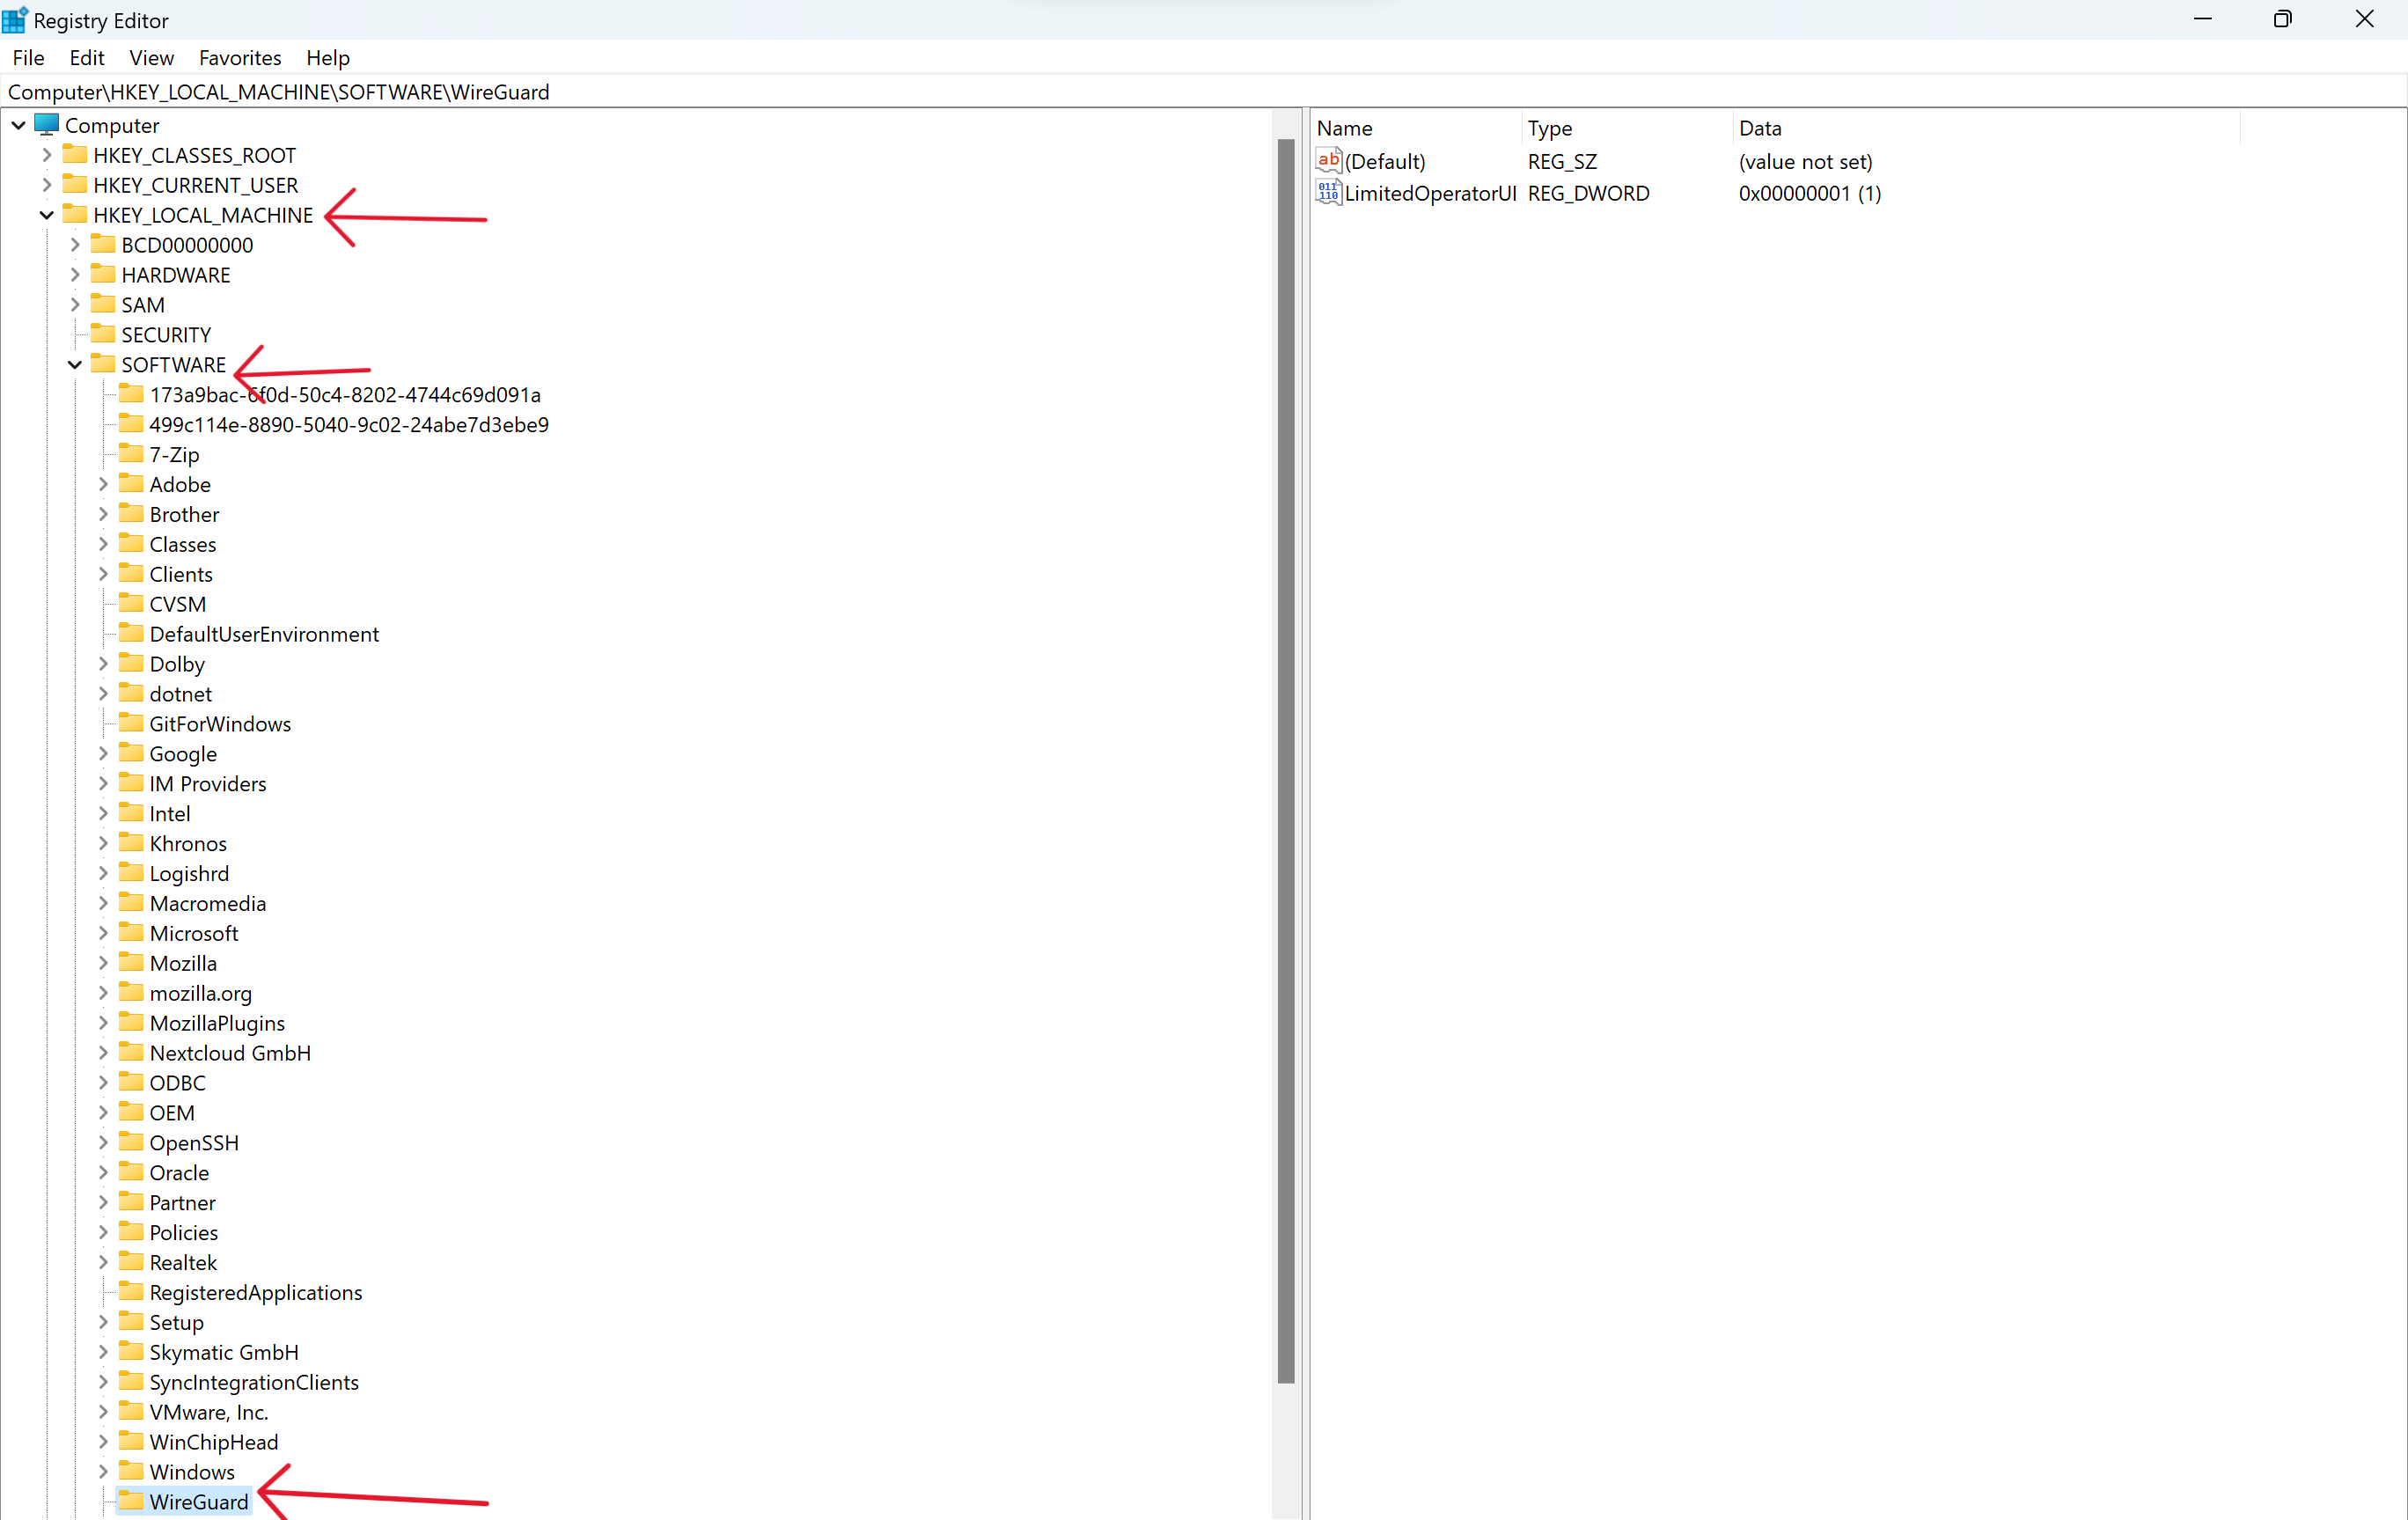 Registry Editor
File Edit View Favorites Help
Computer\HKEY_LOCAL_MACHINE\SOFTWARE\WireGuard
Computer
HKEY_CLASSES_ROOT
HKEY_CURRENT_USER
HKEY_LOCAL_MACHINE
BCD00000000
HARDWARE
SAM
SECURITY
SOFTWARE
173a9bac-6f0d-50c4-8202-4744c69d091a
499c114e-8890-5040-9c02-24abe7d3ebe9
7-Zip
Adobe
Brother
Classes
Clients
CVSM
DefaultUserEnvironment
Dolby
dotnet
GitForWindows
Google
IM Providers
Intel
Khronos
Logishrd
Macromedia
Microsoft
Mozilla
mozilla.org
MozillaPlugins
Nextcloud GmbH
ODBC
OEM
OpenSSH
Oracle
Partner
Policies
Realtek
RegisteredApplications
Setup
Skymatic GmbH
SyncIntegrationClients
VMware, Inc.
WinChipHead
Windows
WireGuard
Name Type Data
(Default) REG_SZ (value not set)
LimitedOperatorUI REG_DWORD 0x00000001 (1)